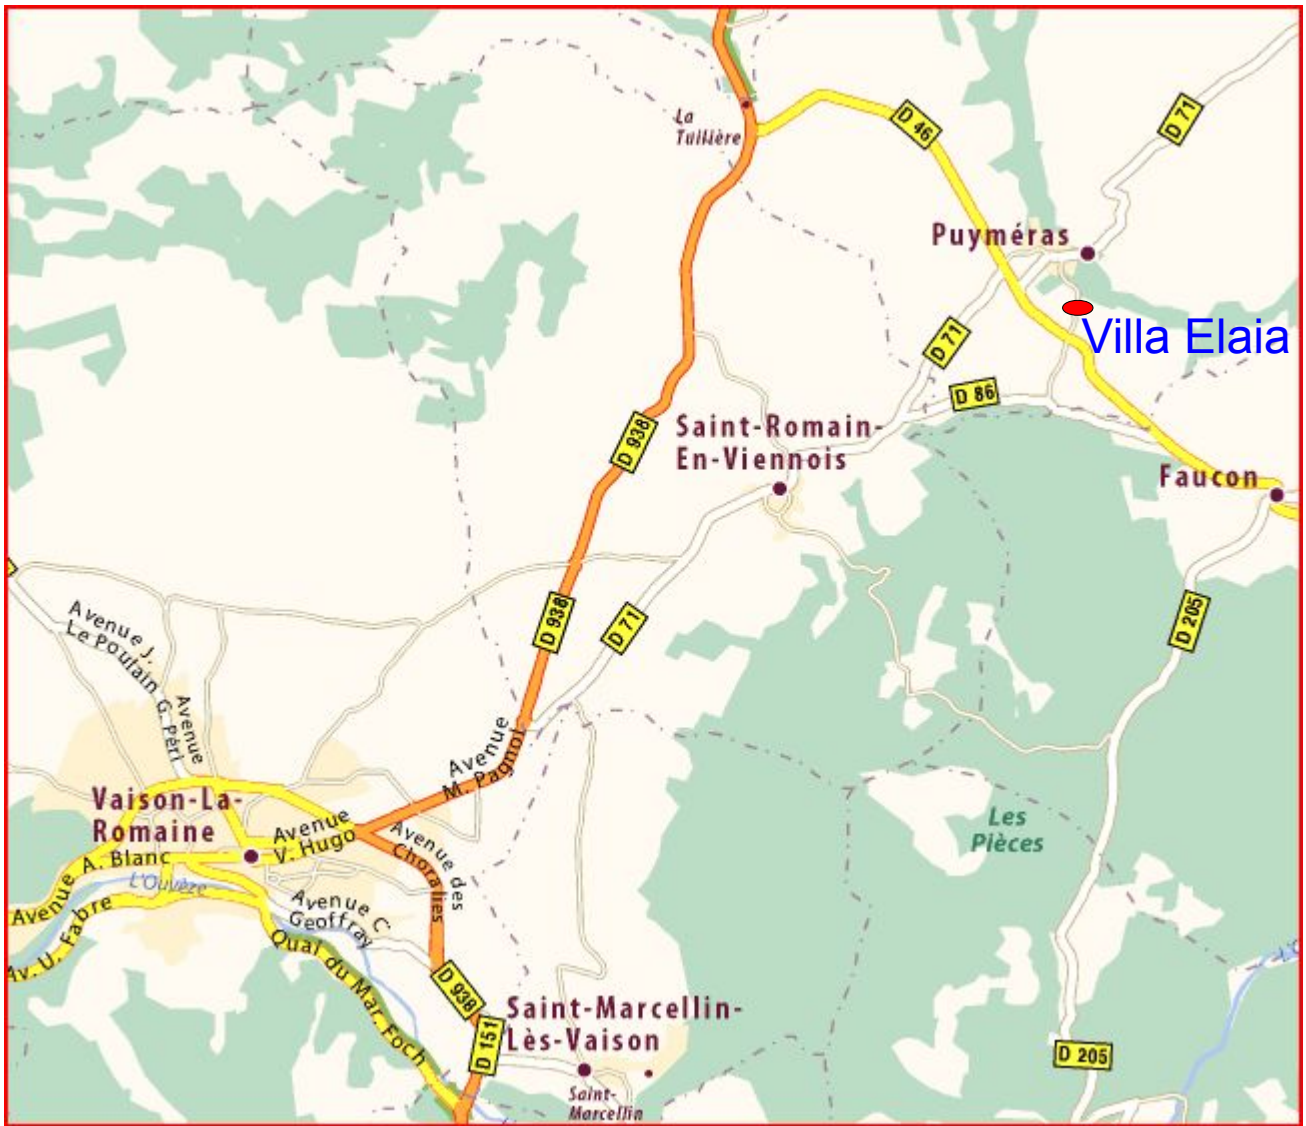 La
Tuilière
D 46
D 71
Puyméras
Villa Elaia
D 71
D 86
D 938
Saint-Romain-
En-Viennois
Faucon
D 938
D 71
D 205
Avenue J.
Le Poulain
Avenue
G. Péri
Avenue
M. Pagnol
Vaison-La-
Romaine
Avenue
V. Hugo
Avenue des
Choralies
Les
Pièces
Avenue A. Blanc
L'Ouvèze
Av. U. Fabre
Avenue C.
Geoffray
Quai du Mar. Foch
D 938
Saint-Marcellin-
Lès-Vaison
D 151
D 205
Saint-
Marcellin